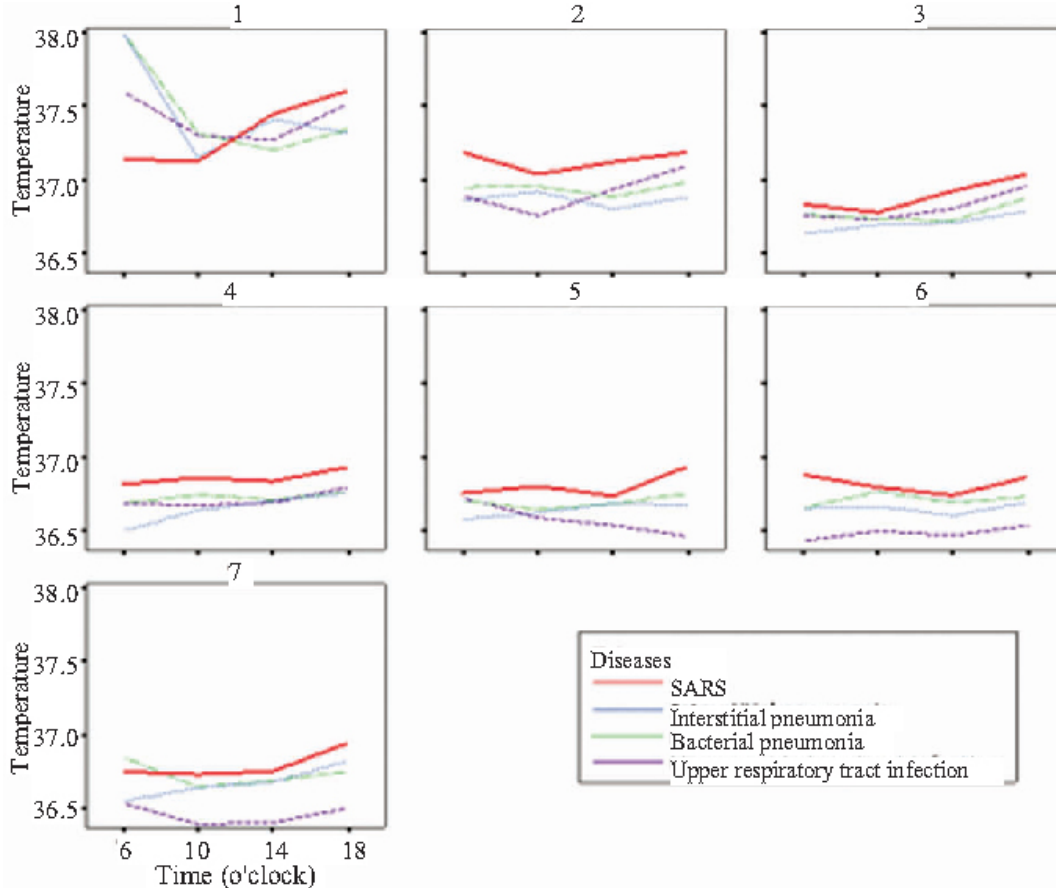 1
2
3
Temperature
38.0
37.5
37.0
36.5
4
5
6
Temperature
38.0
37.5
37.0
36.5
7
Temperature
38.0
37.5
37.0
36.5
6
10
14
18
Time (o'clock)
Diseases
SARS
Interstitial pneumonia
Bacterial pneumonia
Upper respiratory tract infection